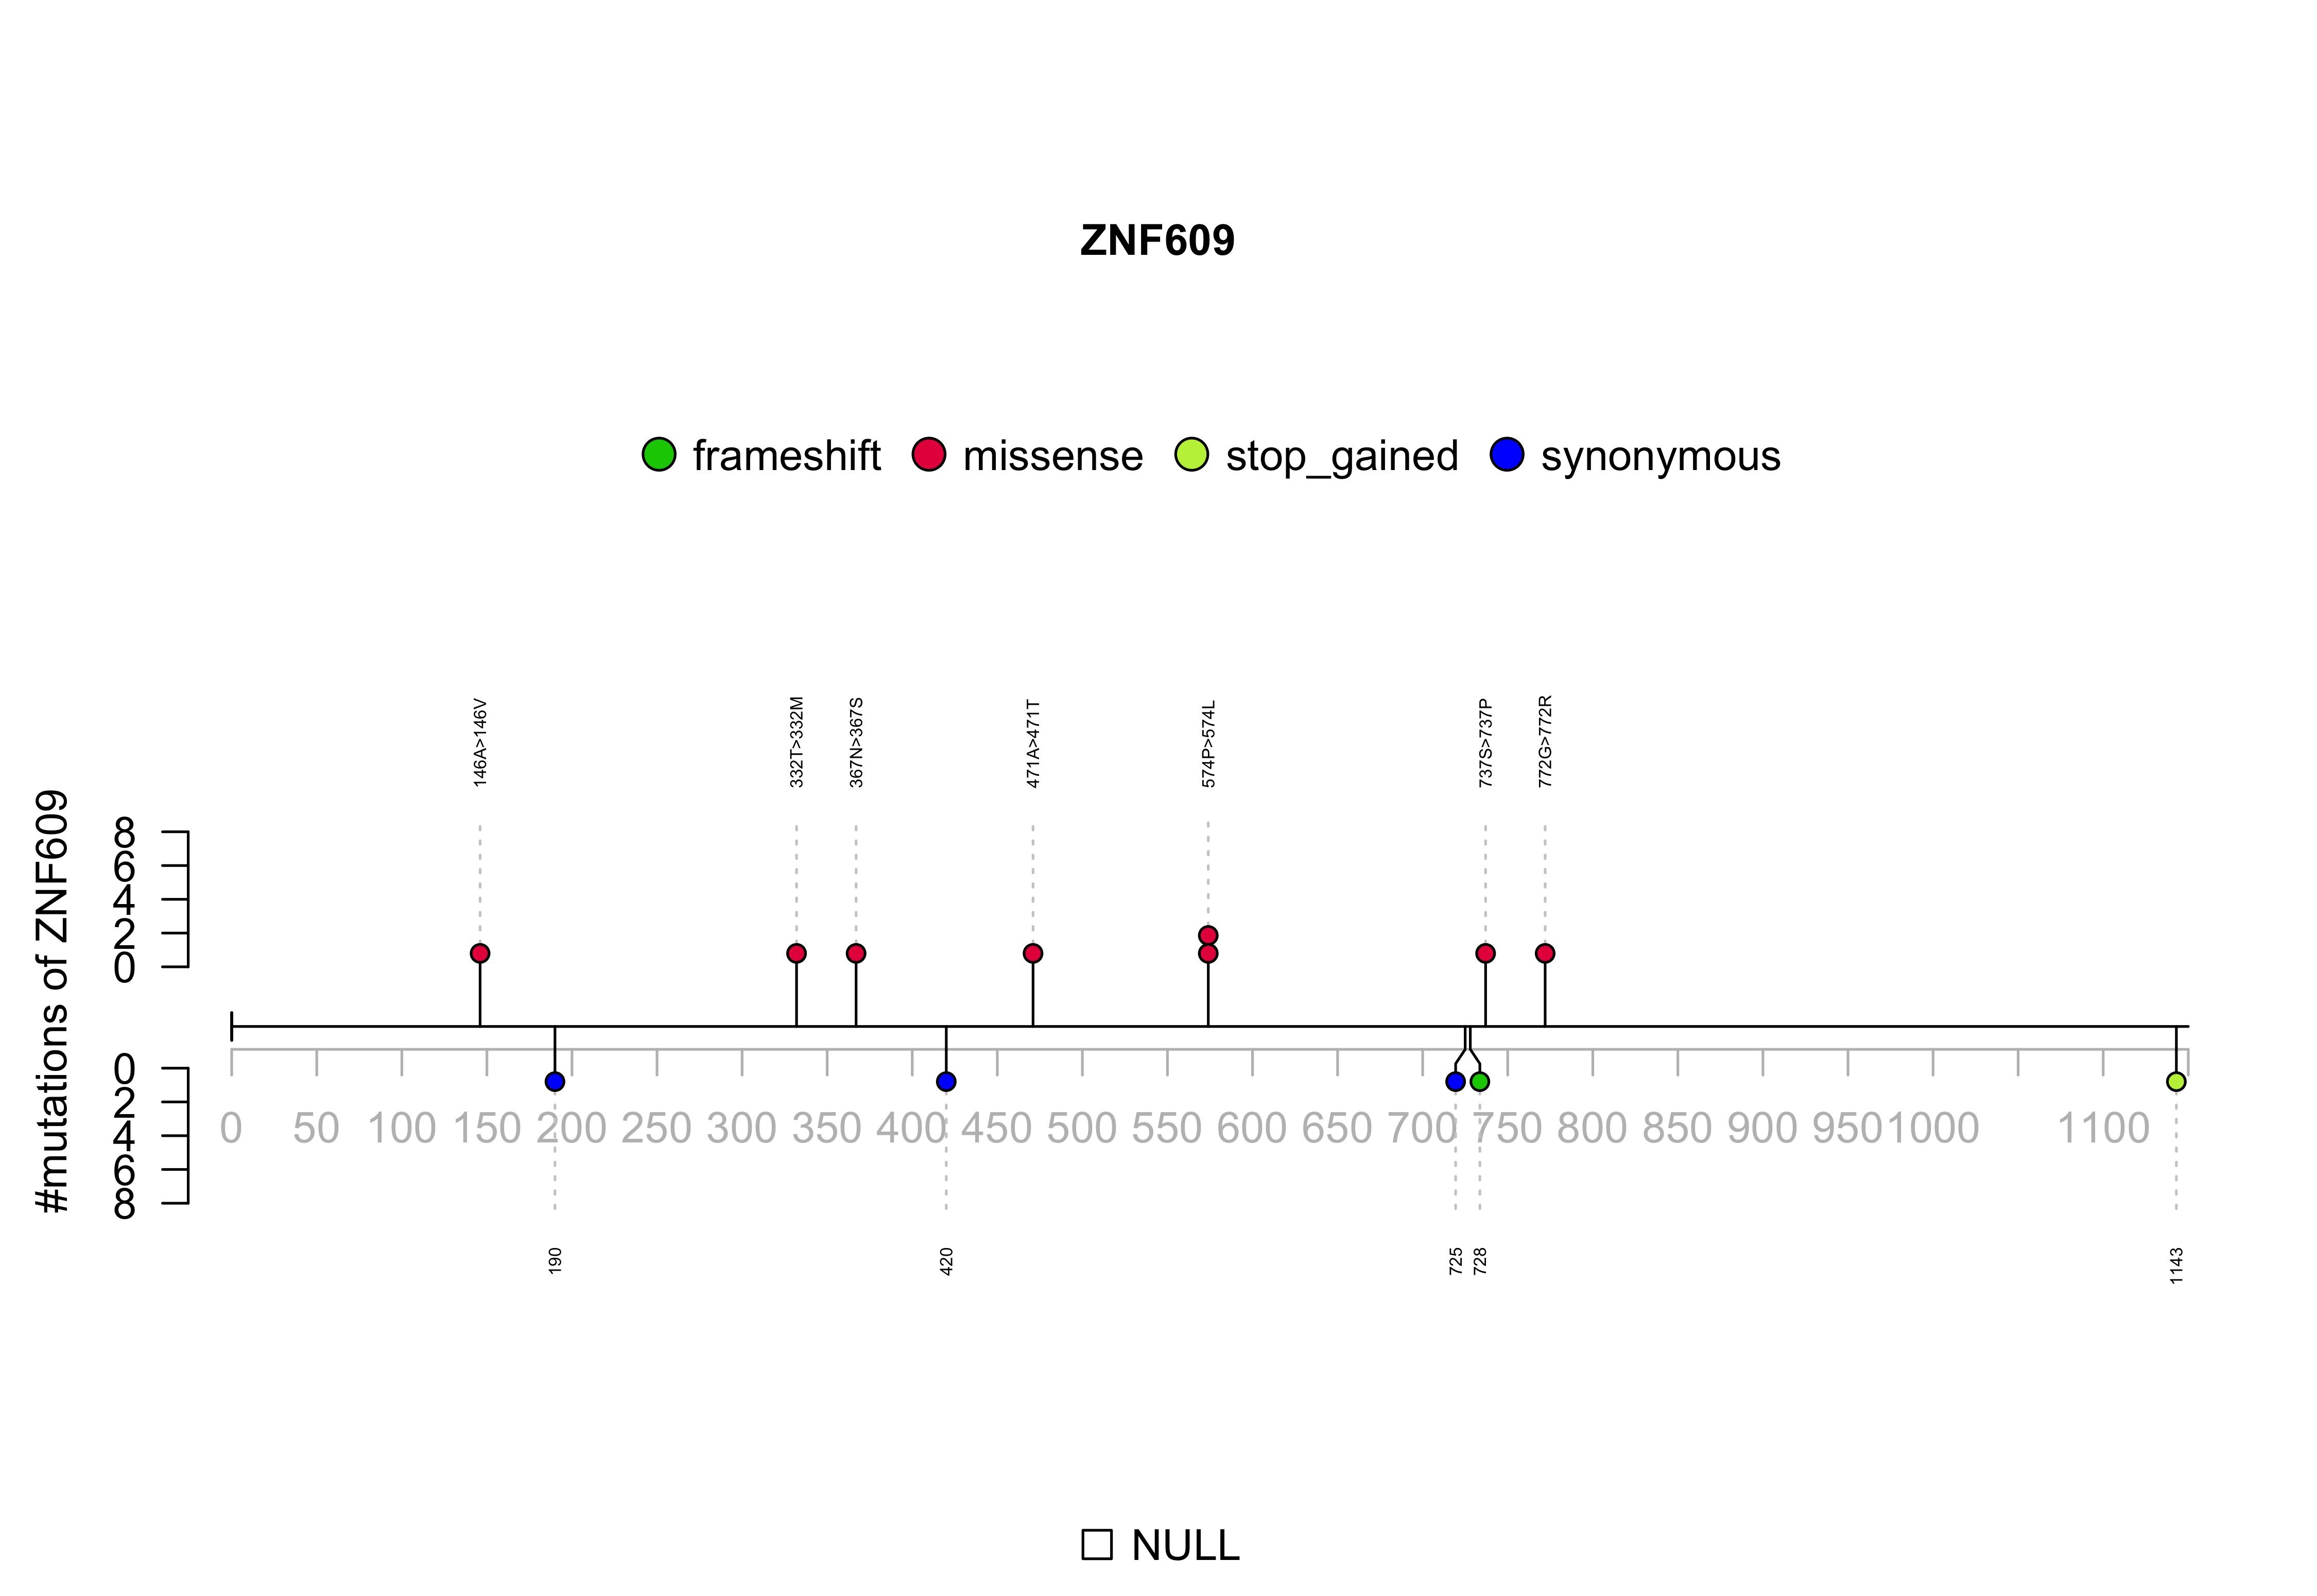 ZNF609
frameshift missense stop_gained synonymous
146A>146V
332T>332M
367N>367S
471A>471T
574P>574L
737S>737P
772G>772R
#mutations of ZNF609
8
6
4
2
0
0
2
4
6
8
0 50 100 150 200 250 300 350 400 450 500 550 600 650 700 750 800 850 900 950 1000 1100
190
420
725
728
1143
NULL